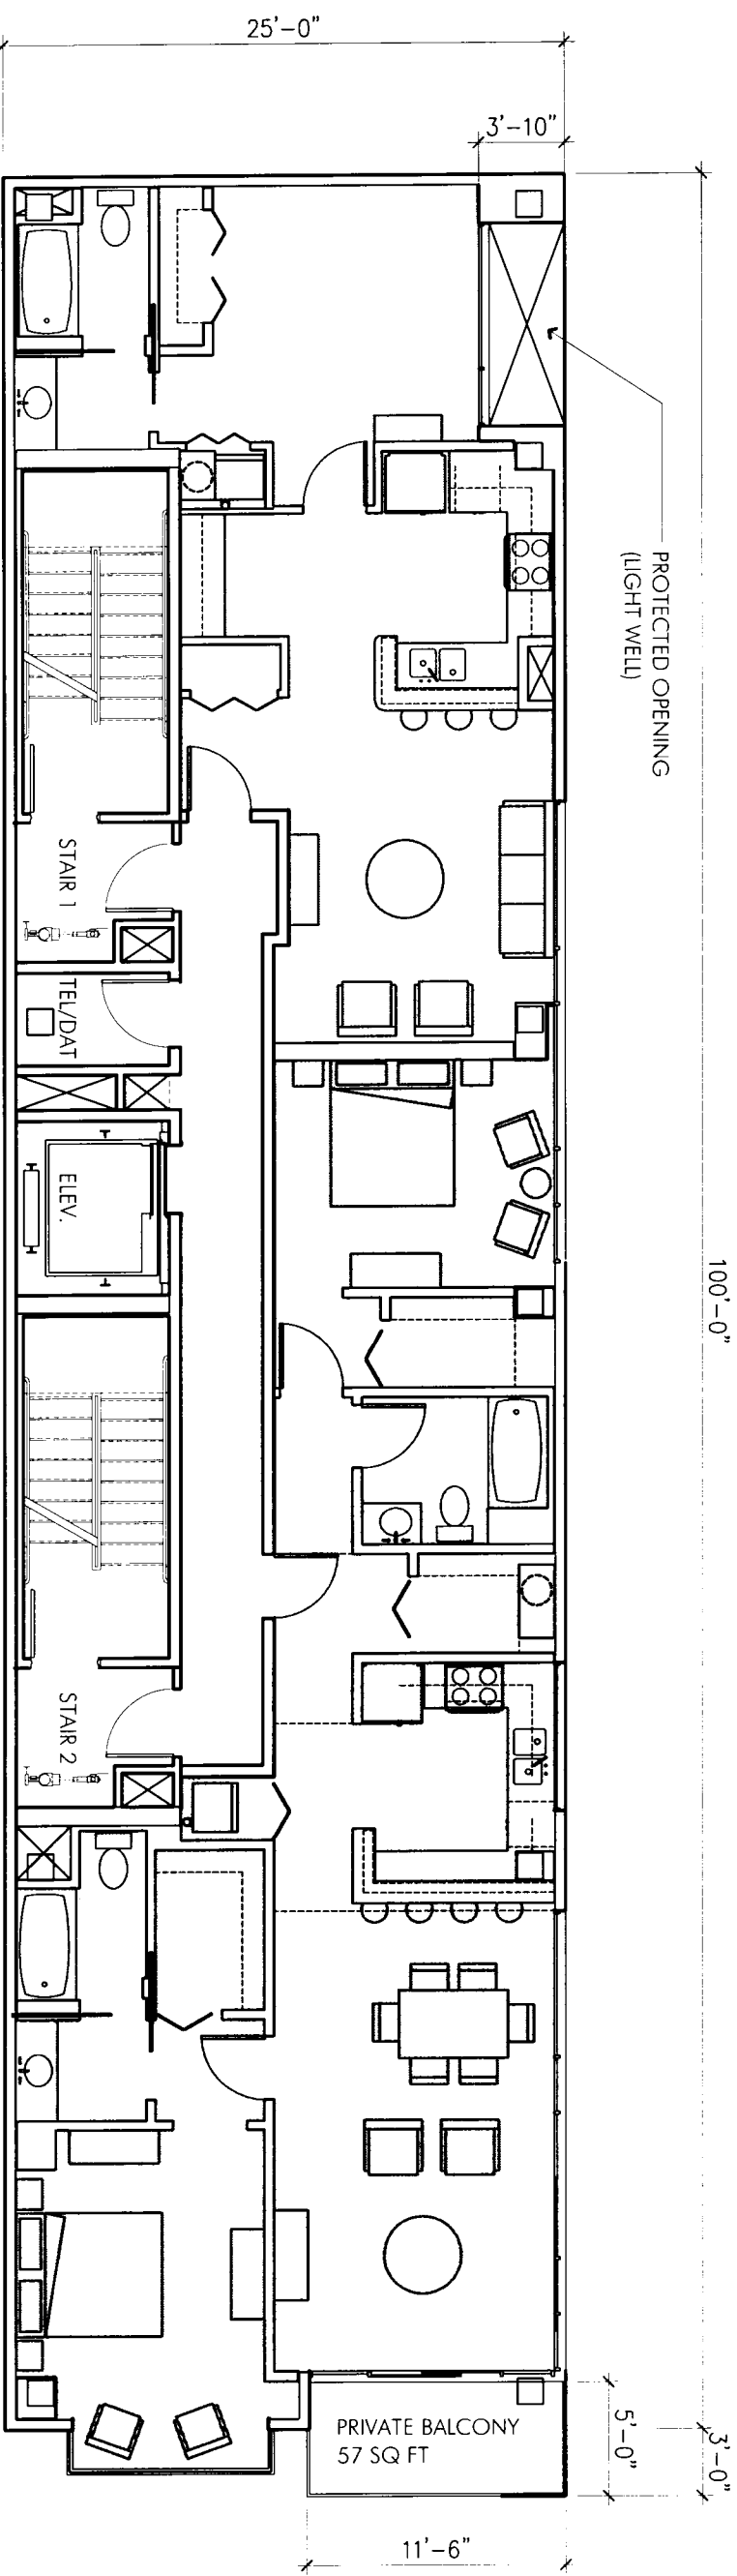 25'-0"
3'-10"
PROTECTED OPENING
(LIGHT WELL)
STAIR 1
TEL/DAT
100'-0"
ELEV.
STAIR 2
PRIVATE BALCONY
57 SQ FT
5'-0"
3'-0"
11'-6"